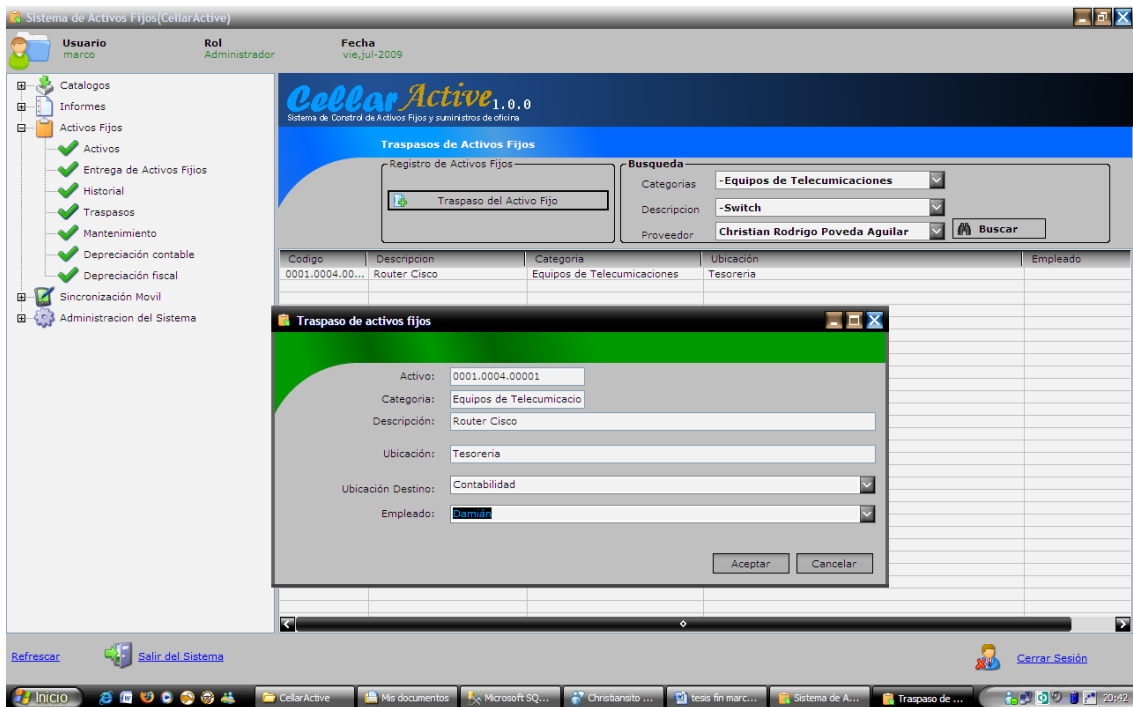 Sistema de Activos Fijos(CellarActive)
Usuario Rol Fecha
marco Administrador vie,jul-2009
Catalogos
Informes
Activos Fijos
Activos
Entrega de Activos Fijios
Historial
Traspasos
Mantenimiento
Depreciación contable
Depreciación fiscal
Sincronización Movil
Administracion del Sistema
Cellar Active 1.0.0
Sistema de Constrol de Activos Fijos y suministros de oficina
Traspasos de Activos Fijos
Registro de Activos Fijos
Traspaso del Activo Fijo
Busqueda
Categorias -Equipos de Telecumicaciones
Descripcion -Switch
Proveedor Christian Rodrigo Poveda Aguilar Buscar
Codigo Descripcion Categoria Ubicación Empleado
0001.0004.00... Router Cisco Equipos de Telecumicaciones Tesoreria
Traspaso de activos fijos
Activo: 0001.0004.00001
Categoria: Equipos de Telecumicacio
Descripción: Router Cisco
Ubicación: Tesoreria
Ubicación Destino: Contabilidad
Empleado: Damián
Aceptar Cancelar
Refrescar Salir del Sistema Cerrar Sesión
Inicio CellarActive Mis documentos Microsoft SQ... Christiansito ... tesis fin marc... Sistema de A... Traspaso de ... 20:42